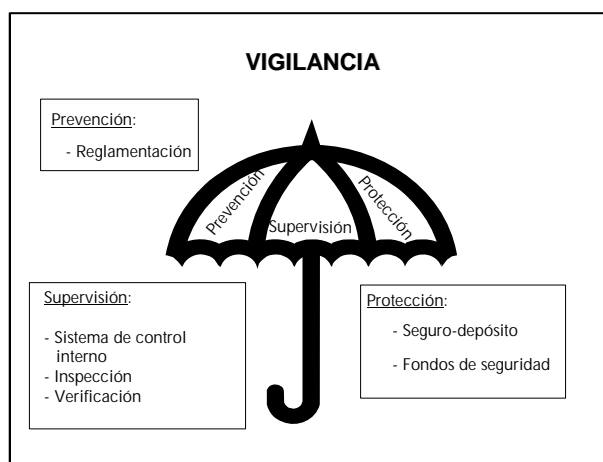 VIGILANCIA
Prevención:
- Reglamentación
Prevención
Supervisión
Protección
Supervisión:
- Sistema de control
interno
- Inspección
- Verificación
Protección:
- Seguro-depósito
- Fondos de seguridad